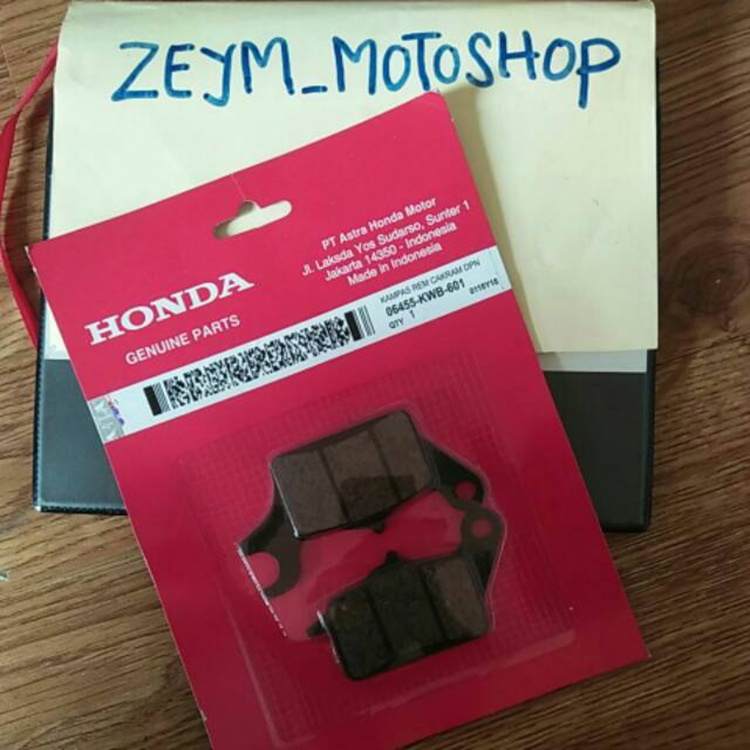 ZEYM_MOTOSHOP
PT Astra Honda Motor
Jl. Laksda Yos Sudarso, Sunter 1
Jakarta 14350 - Indonesia
Made in Indonesia
HONDA
GENUINE PARTS
KAMPAS REM CAKRAM DPN
06455-KWB-601
QTY 1
0118Y18